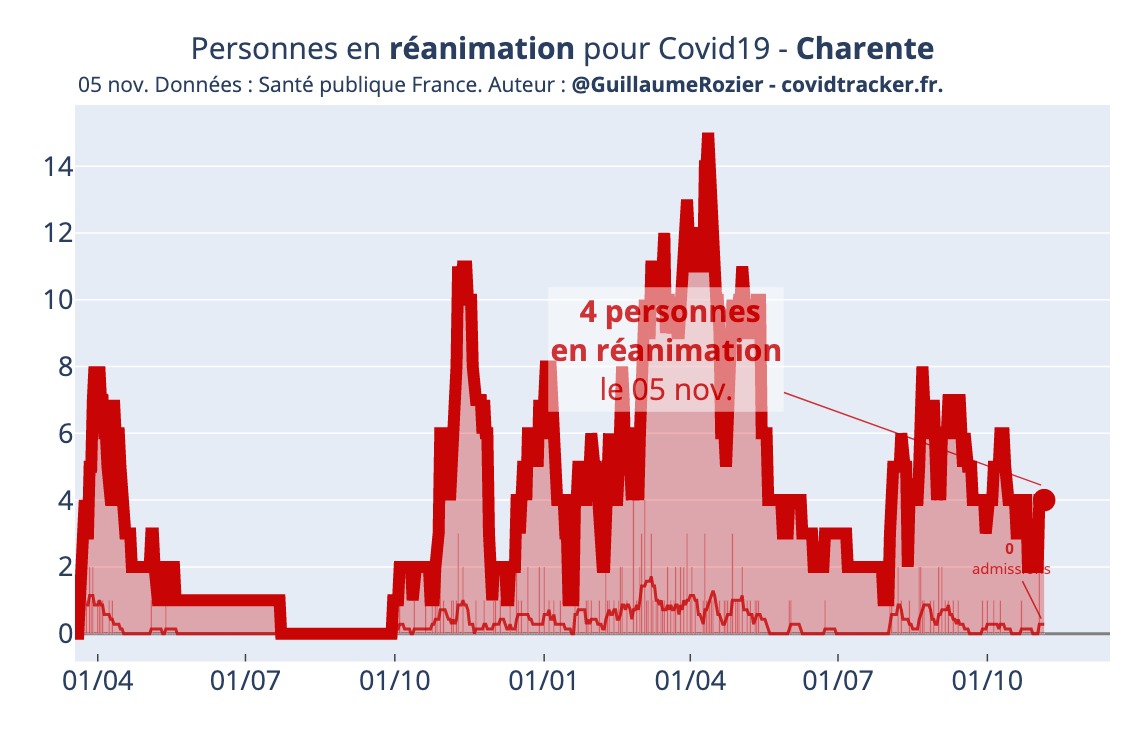 Personnes en réanimation pour Covid19 - Charente
05 nov. Données : Santé publique France. Auteur : @GuillaumeRozier - covidtracker.fr.
14
12
10
8
6
4
2
0
4 personnes
en réanimation
le 05 nov.
0
admissions
01/04
01/07
01/10
01/01
01/04
01/07
01/10